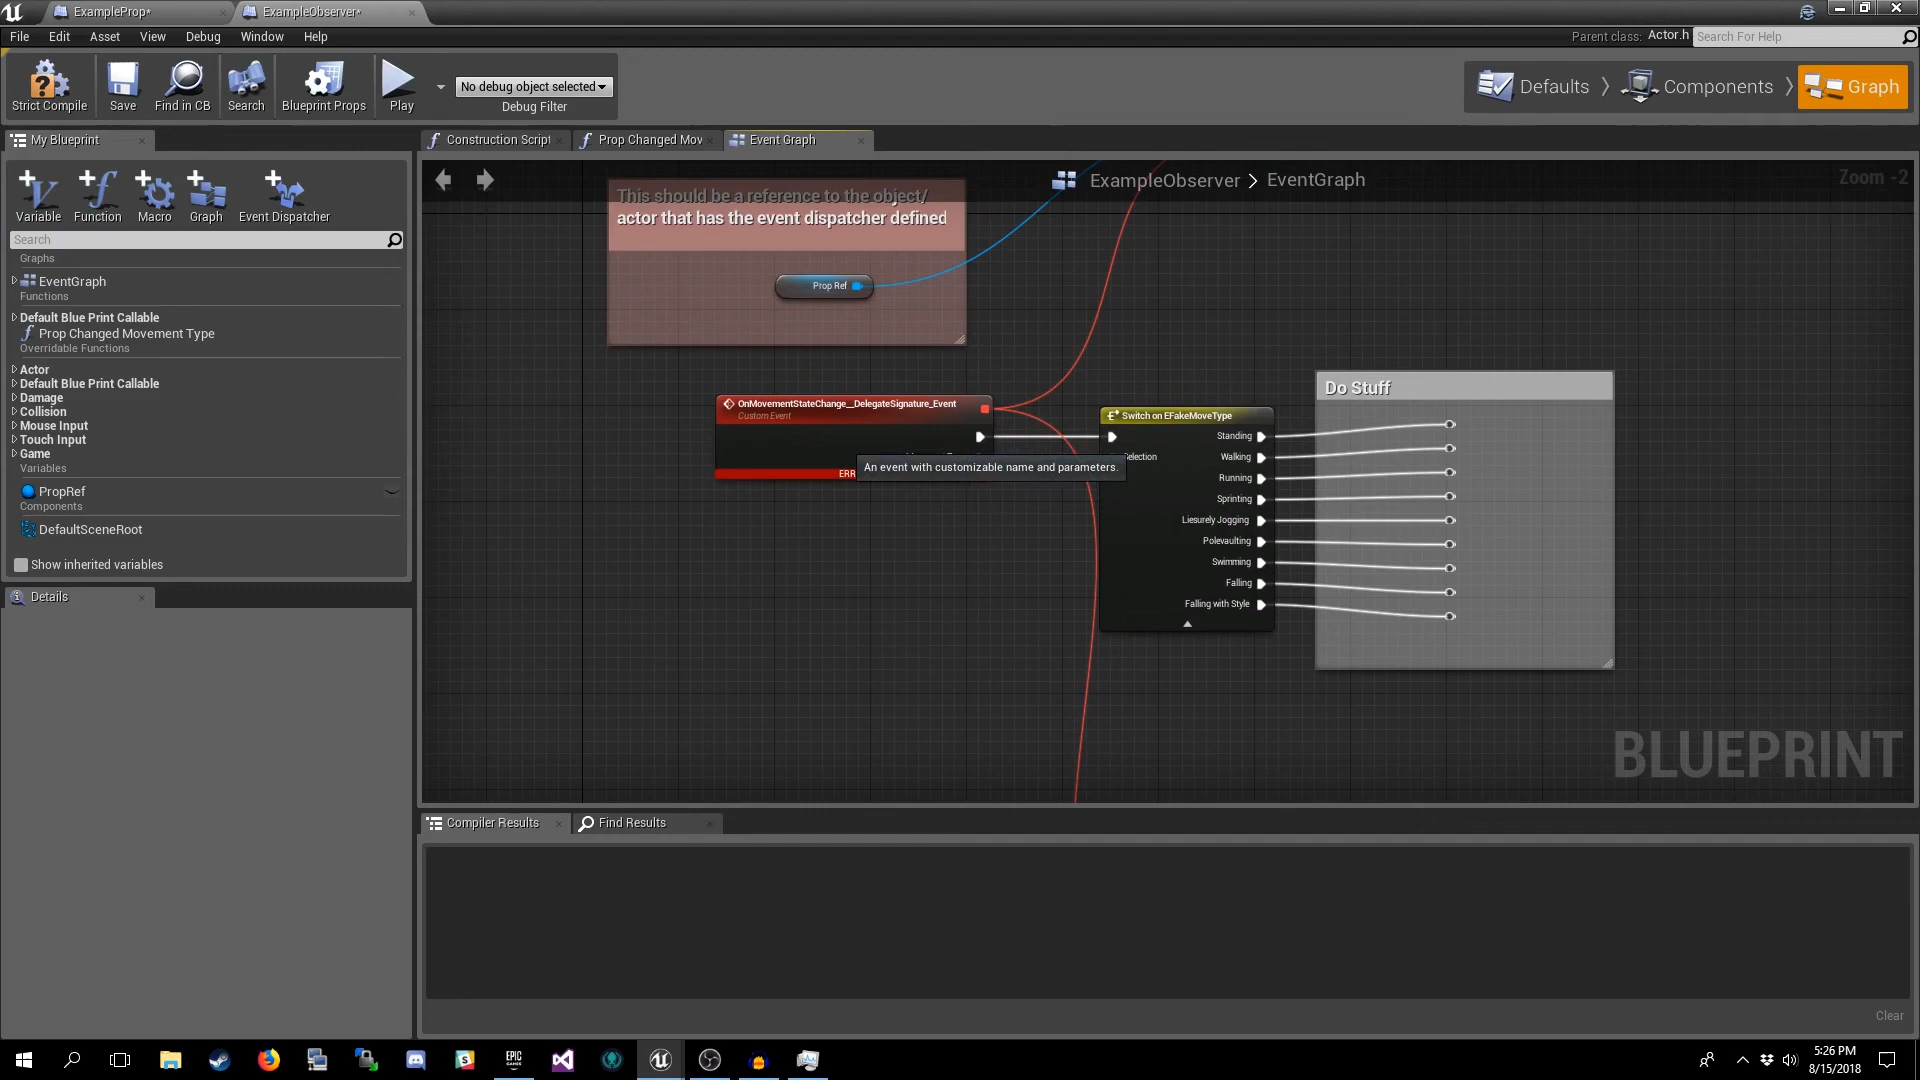 ExampleProp*
ExampleObserver*
File Edit Asset View Debug Window Help
Parent class: Actor.h Search For Help
Strict Compile Save Find in CB Search Blueprint Props Play
No debug object selected
Debug Filter
Defaults Components Graph
My Blueprint
Construction Script Prop Changed Mov Event Graph
Variable Function Macro Graph Event Dispatcher
Search
Graphs
EventGraph
Functions
Default Blue Print Callable
Prop Changed Movement Type
Overridable Functions
Actor
Default Blue Print Callable
Damage
Collision
Mouse Input
Touch Input
Game
Variables
PropRef
Components
DefaultSceneRoot
Show inherited variables
Details
ExampleObserver > EventGraph
Zoom -2
This should be a reference to the object/
actor that has the event dispatcher defined
Prop Ref
OnMovementStateChange__DelegateSignature_Event
Custom Event
ERR
An event with customizable name and parameters.
Switch on EFakeMoveType
Selection
Standing
Walking
Running
Sprinting
Liesurely Jogging
Polevaulting
Swimming
Falling
Falling with Style
Do Stuff
BLUEPRINT
Compiler Results Find Results
Clear
EPIC
GAMES
5:26 PM
8/15/2018